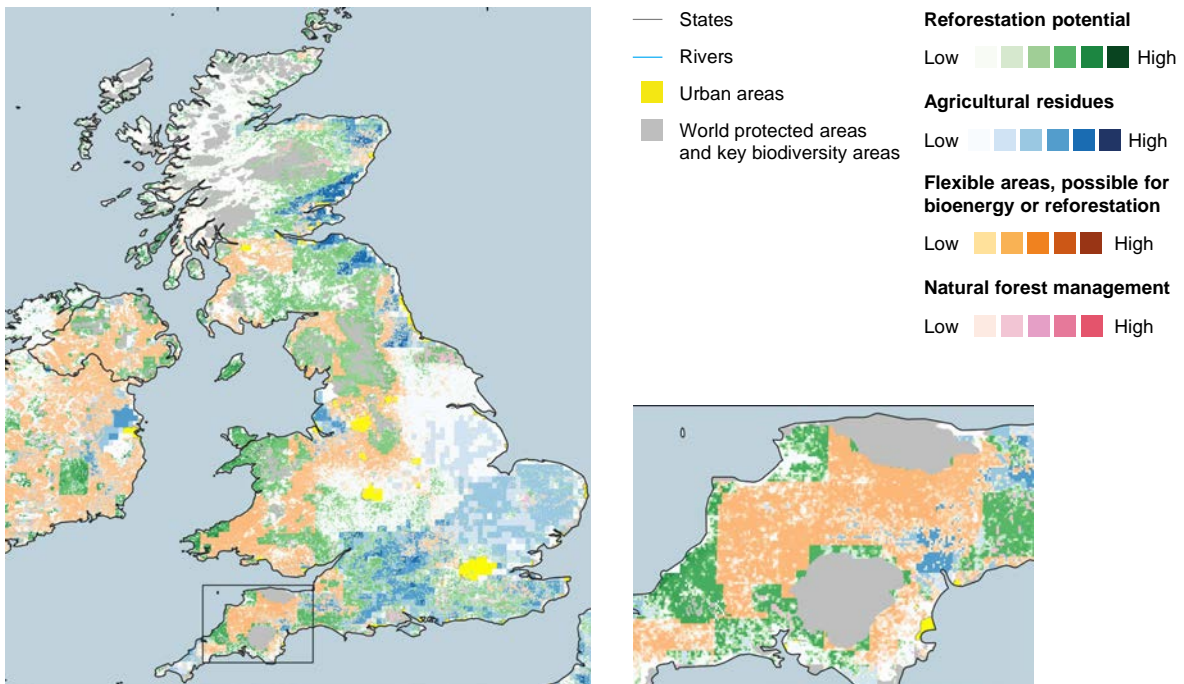 States
Rivers
Urban areas
World protected areas
and key biodiversity areas
Reforestation potential
Low High
Agricultural residues
Low High
Flexible areas, possible for
bioenergy or reforestation
Low High
Natural forest management
Low High